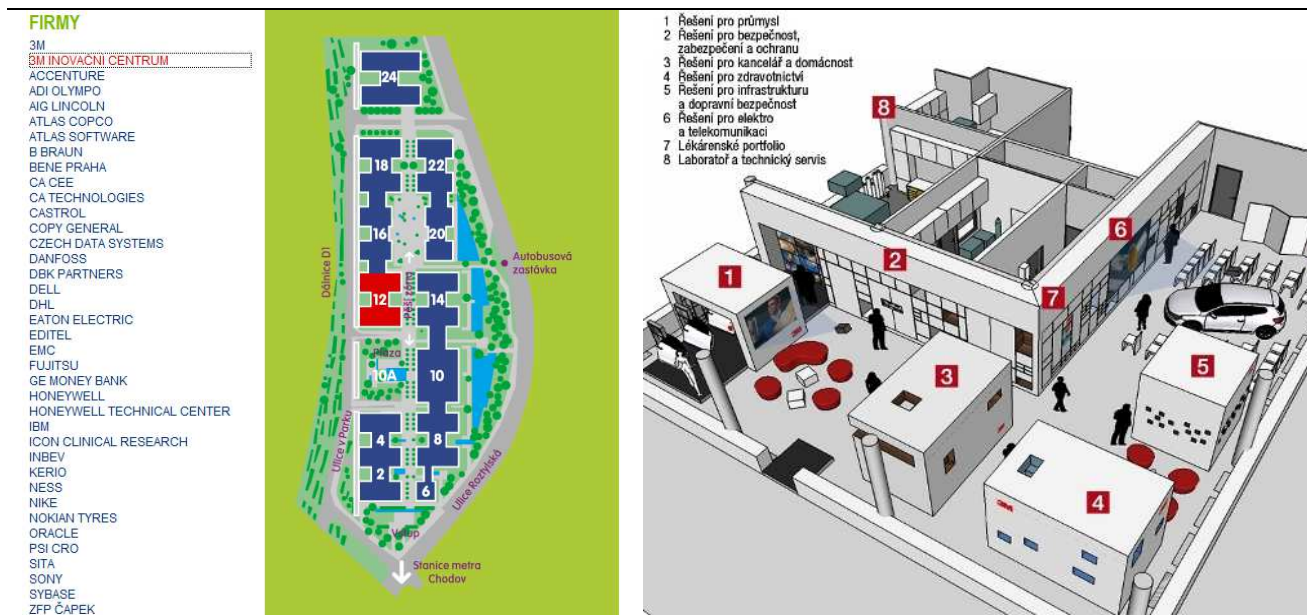 FIRMY
3M
3M INOVAČNÍ CENTRUM
ACCENTURE
ADI OLYMPO
AIG LINCOLN
ATLAS COPCO
ATLAS SOFTWARE
B BRAUN
BENE PRAHA
CA CEE
CA TECHNOLOGIES
CASTROL
COPY GENERAL
CZECH DATA SYSTEMS
DANFOSS
DBK PARTNERS
DELL
DHL
EATON ELECTRIC
EDITEL
EMC
FUJITSU
GE MONEY BANK
HONEYWELL
HONEYWELL TECHNICAL CENTER
IBM
ICON CLINICAL RESEARCH
INBEV
KERIO
NESS
NIKE
NOKIAN TYRES
ORACLE
PSI CRO
SITA
SONY
SYBASE
ZFP ČAPEK
24
18
22
16
20
Autobusová
zastávka
Dálnice D1
12
Pěší zóna
14
Plaza
10A
10
Ulice v Parku
4
8
2
6
Ulice Roztylská
Vstup
Stanice metra
Chodov
1 Řešení pro průmysl
2 Řešení pro bezpečnost,
zabezpečení a ochranu
3 Řešení pro kancelář a domácnost
4 Řešení pro zdravotnictví
5 Řešení pro infrastrukturu
a dopravní bezpečnost
6 Řešení pro elektro
a telekomunikaci
7 Lékárenské portfolio
8 Laboratoř a technický servis
8
6
2
1
7
3M
5
3
4
3M